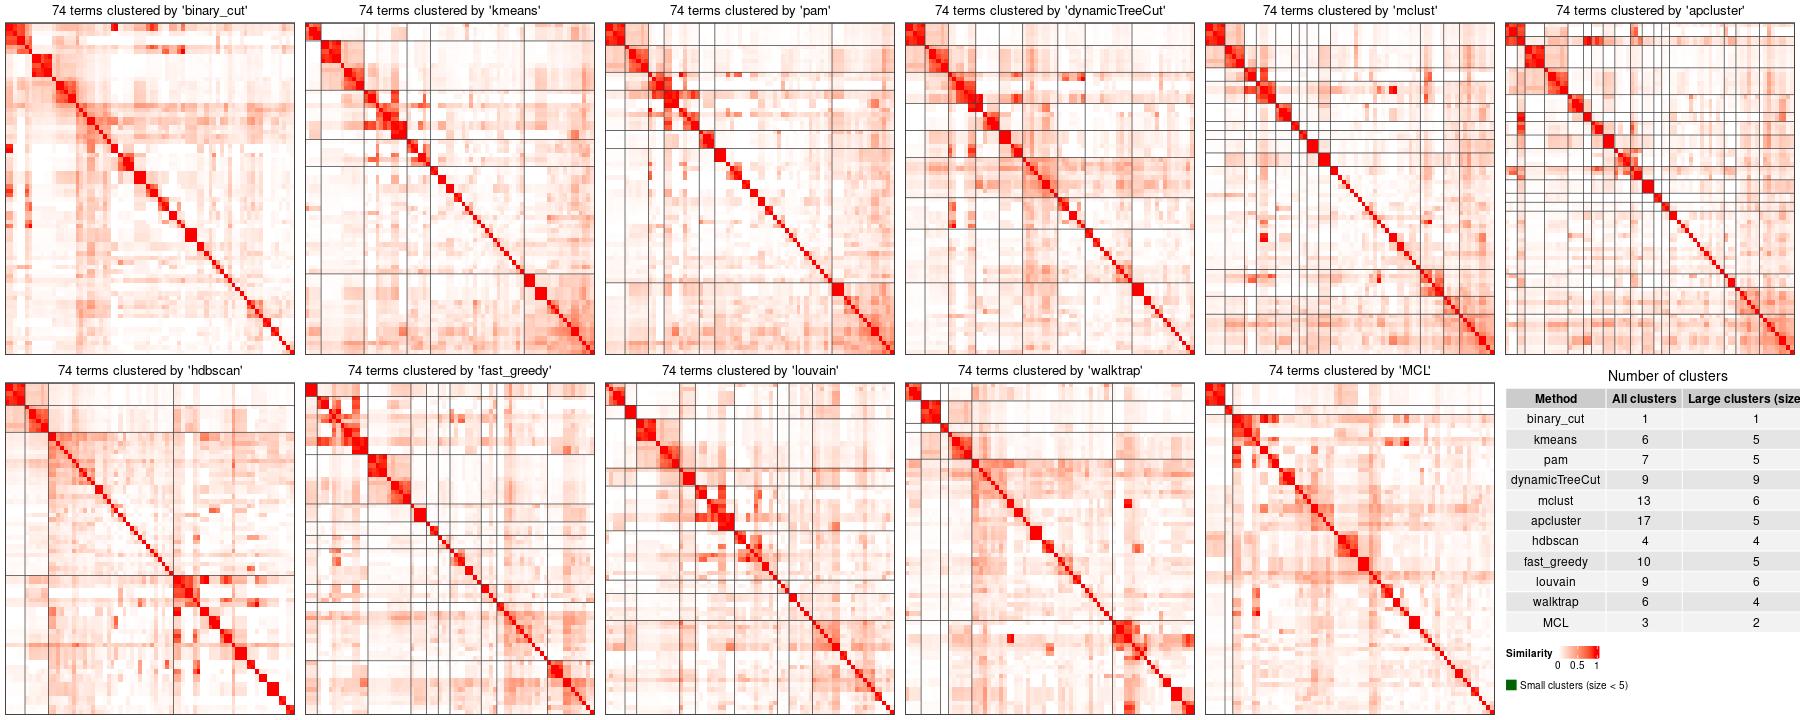 74 terms clustered by 'binary_cut'
74 terms clustered by 'kmeans'
74 terms clustered by 'pam'
74 terms clustered by 'dynamicTreeCut'
74 terms clustered by 'mclust'
74 terms clustered by 'apcluster'
74 terms clustered by 'hdbscan'
74 terms clustered by 'fast_greedy'
74 terms clustered by 'louvain'
74 terms clustered by 'walktrap'
74 terms clustered by 'MCL'
Number of clusters
Method All clusters Large clusters (size
binary_cut 1 1
kmeans 6 5
pam 7 5
dynamicTreeCut 9 9
mclust 13 6
apcluster 17 5
hdbscan 4 4
fast_greedy 10 5
louvain 9 6
walktrap 6 4
MCL 3 2
Similarity
0 0.5 1
Small clusters (size < 5)